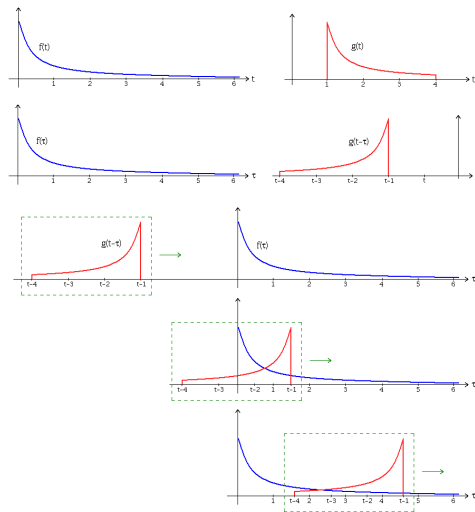 f(t)
1 2 3 4 5 6 t
g(t)
1 2 3 4 t
f(τ)
1 2 3 4 5 6 τ
g(t-τ)
t-4 t-3 t-2 t-1 t τ
g(t-τ)
t-4 t-3 t-2 t-1
f(τ)
1 2 3 4 5 6 τ
t-4 t-3 t-2 1 t-1 2 3 4 5 6 τ
1 t-4 2 t-3 3 t-2 4 t-1 5 6 τ